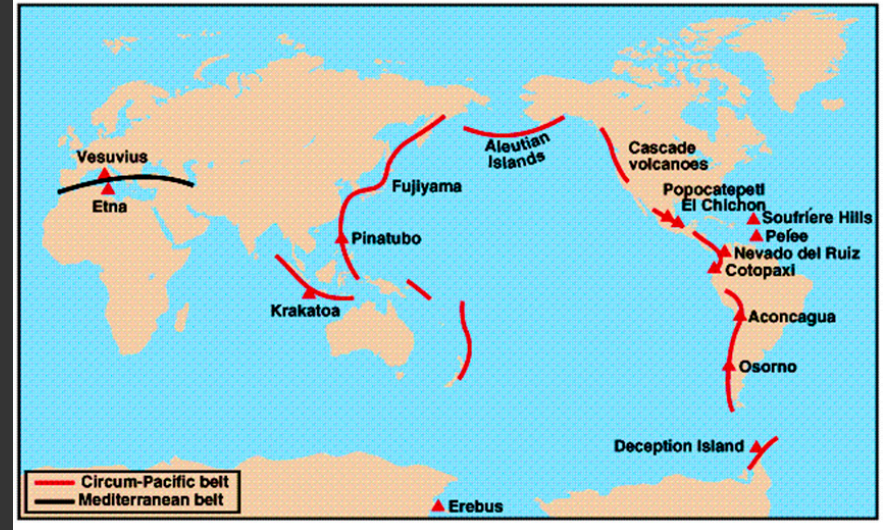 Vesuvius
Etna
Fujiyama
Pinatubo
Krakatoa
Aleutian
Islands
Cascade
volcanoes
Popocatepetl
El Chichon
Soufriere Hills
Pelee
Nevado del Ruiz
Cotopaxi
Aconcagua
Osorno
Deception Island
Erebus
Circum-Pacific belt
Mediterranean belt